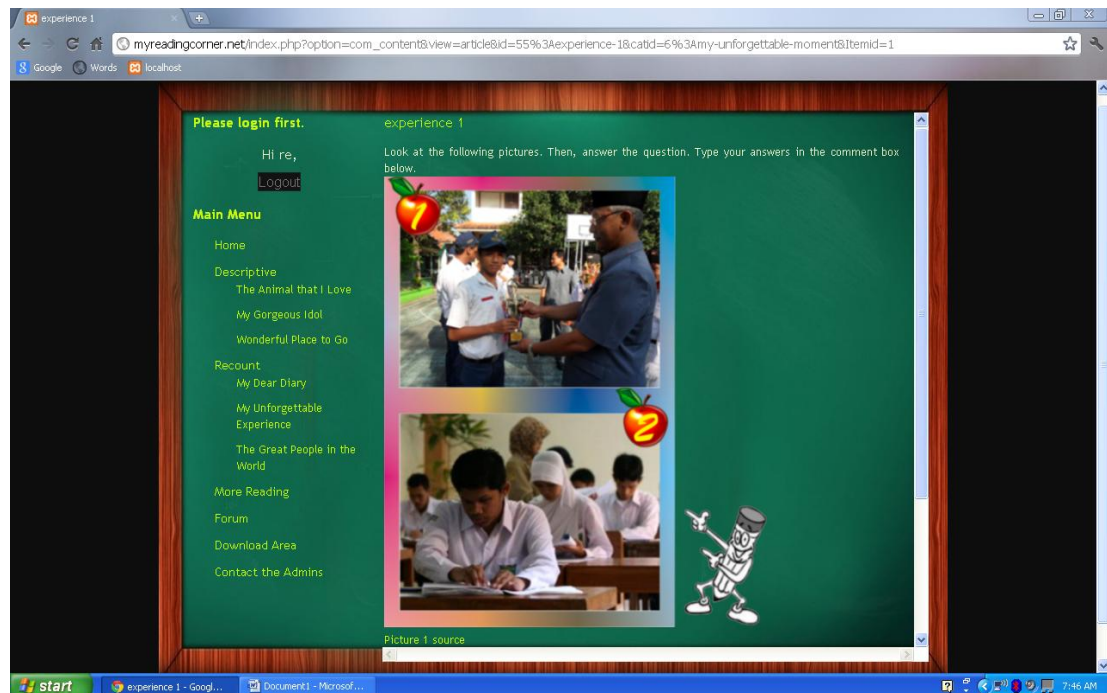 experience 1
myreadingcorner.net/index.php?option=com_content&view=article&id=55%3Aexperience-1&catid=6%3Amy-unforgettable-moment&Itemid=1
Google Words localhost
Please login first.
Hi re,
Logout
Main Menu
Home
Descriptive
The Animal that I Love
My Gorgeous Idol
Wonderful Place to Go
Recount
My Dear Diary
My Unforgettable
Experience
The Great People in the
World
More Reading
Forum
Download Area
Contact the Admins
experience 1
Look at the following pictures. Then, answer the question. Type your answers in the comment box
below.
1
2
Picture 1 source
start
experience 1 - Googl...
Document1 - Microsof...
7:46 AM